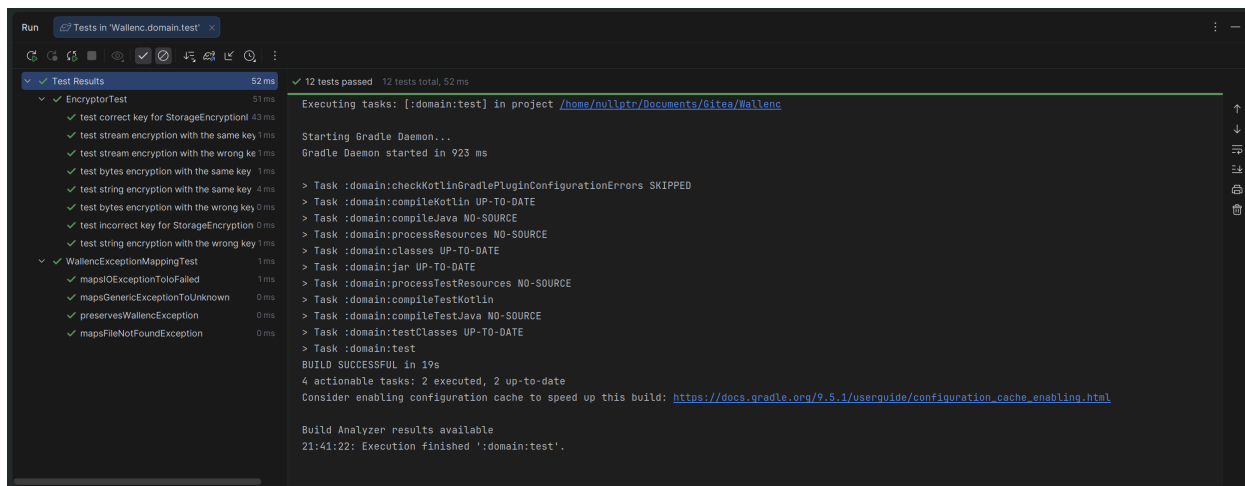 Run
Tests in 'Wallenc.domain.test'
Test Results 52 ms
12 tests passed 12 tests total, 52 ms
EncryptorTest 51 ms
test correct key for StorageEncryptionI 43 ms
test stream encryption with the same key 1 ms
test stream encryption with the wrong ke 1 ms
test bytes encryption with the same key 1 ms
test string encryption with the same key 4 ms
test bytes encryption with the wrong key 0 ms
test incorrect key for StorageEncryption 0 ms
test string encryption with the wrong key 1 ms
WallencExceptionMappingTest 1 ms
mapsIOExceptionToIoFailed 1 ms
mapsGenericExceptionToUnknown 0 ms
preservesWallencException 0 ms
mapsFileNotFoundException 0 ms
Executing tasks: [:domain:test] in project /home/nullptr/Documents/Gitea/Wallenc
Starting Gradle Daemon...
Gradle Daemon started in 923 ms
> Task :domain:checkKotlinGradlePluginConfigurationErrors SKIPPED
> Task :domain:compileKotlin UP-TO-DATE
> Task :domain:compileJava NO-SOURCE
> Task :domain:processResources NO-SOURCE
> Task :domain:classes UP-TO-DATE
> Task :domain:jar UP-TO-DATE
> Task :domain:processTestResources NO-SOURCE
> Task :domain:compileTestKotlin
> Task :domain:compileTestJava NO-SOURCE
> Task :domain:testClasses UP-TO-DATE
> Task :domain:test
BUILD SUCCESSFUL in 19s
4 actionable tasks: 2 executed, 2 up-to-date
Consider enabling configuration cache to speed up this build: https://docs.gradle.org/9.5.1/userguide/configuration_cache_enabling.html
Build Analyzer results available
21:41:22: Execution finished ':domain:test'.